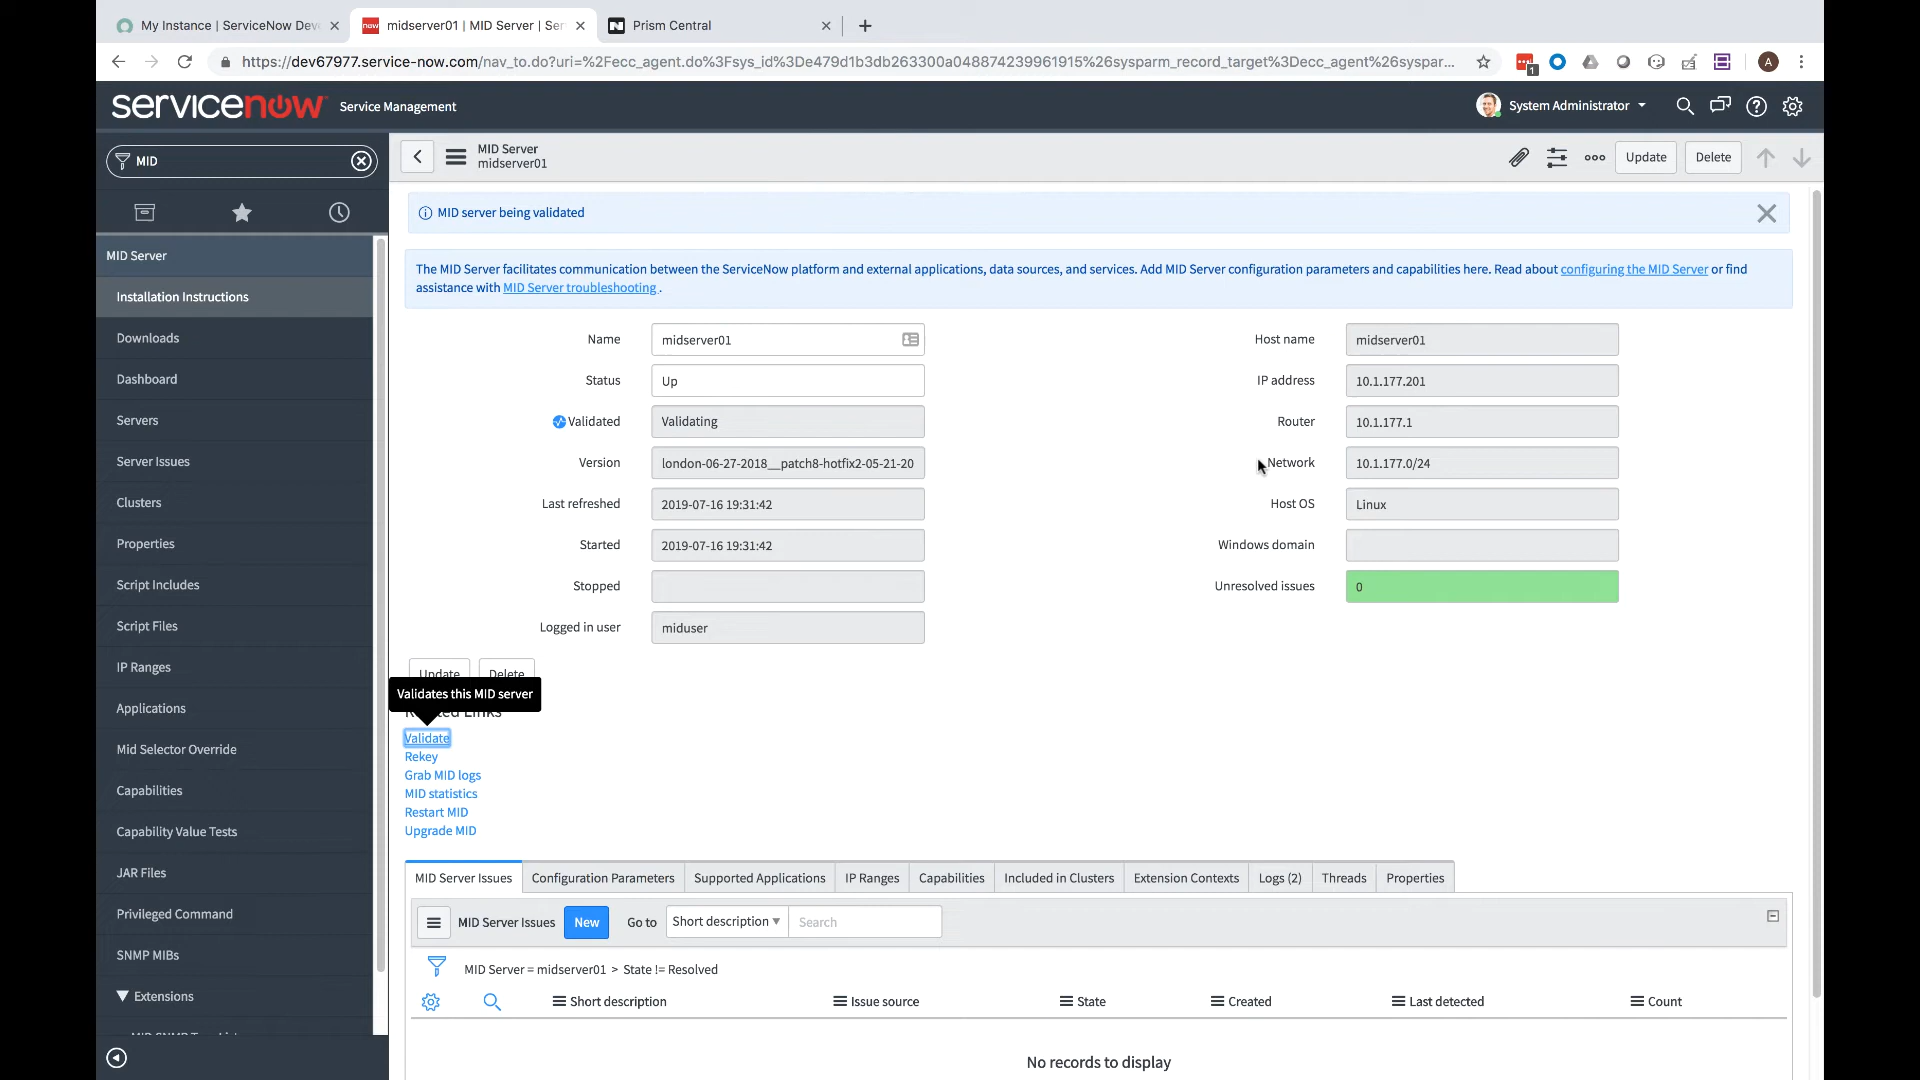 My Instance | ServiceNow Dev
midserver01 | MID Server | Ser
Prism Central
https://dev67977.service-now.com/nav_to.do?uri=%2Fecc_agent.do%3Fsys_id%3De479d1b3db263300a048874239961915%26sysparm_record_target%3Decc_agent%26syspar...
1
A
servicenow Service Management
System Administrator
MID
MID Server
midserver01
Update
Delete
MID server being validated
The MID Server facilitates communication between the ServiceNow platform and external applications, data sources, and services. Add MID Server configuration parameters and capabilities here. Read about configuring the MID Server or find
assistance with MID Server troubleshooting .
MID Server
Installation Instructions
Downloads
Dashboard
Servers
Server Issues
Clusters
Properties
Script Includes
Script Files
IP Ranges
Applications
Mid Selector Override
Capabilities
Capability Value Tests
JAR Files
Privileged Command
SNMP MIBs
Extensions
Name midserver01
Status Up
Validated Validating
Version london-06-27-2018__patch8-hotfix2-05-21-20
Last refreshed 2019-07-16 19:31:42
Started 2019-07-16 19:31:42
Stopped
Logged in user miduser
Host name midserver01
IP address 10.1.177.201
Router 10.1.177.1
Network 10.1.177.0/24
Host OS Linux
Windows domain
Unresolved issues 0
Update Delete
Validates this MID server
Related Links
Validate
Rekey
Grab MID logs
MID statistics
Restart MID
Upgrade MID
MID Server Issues Configuration Parameters Supported Applications IP Ranges Capabilities Included in Clusters Extension Contexts Logs (2) Threads Properties
MID Server Issues New Go to Short description Search
MID Server = midserver01 > State != Resolved
Short description Issue source State Created Last detected Count
No records to display